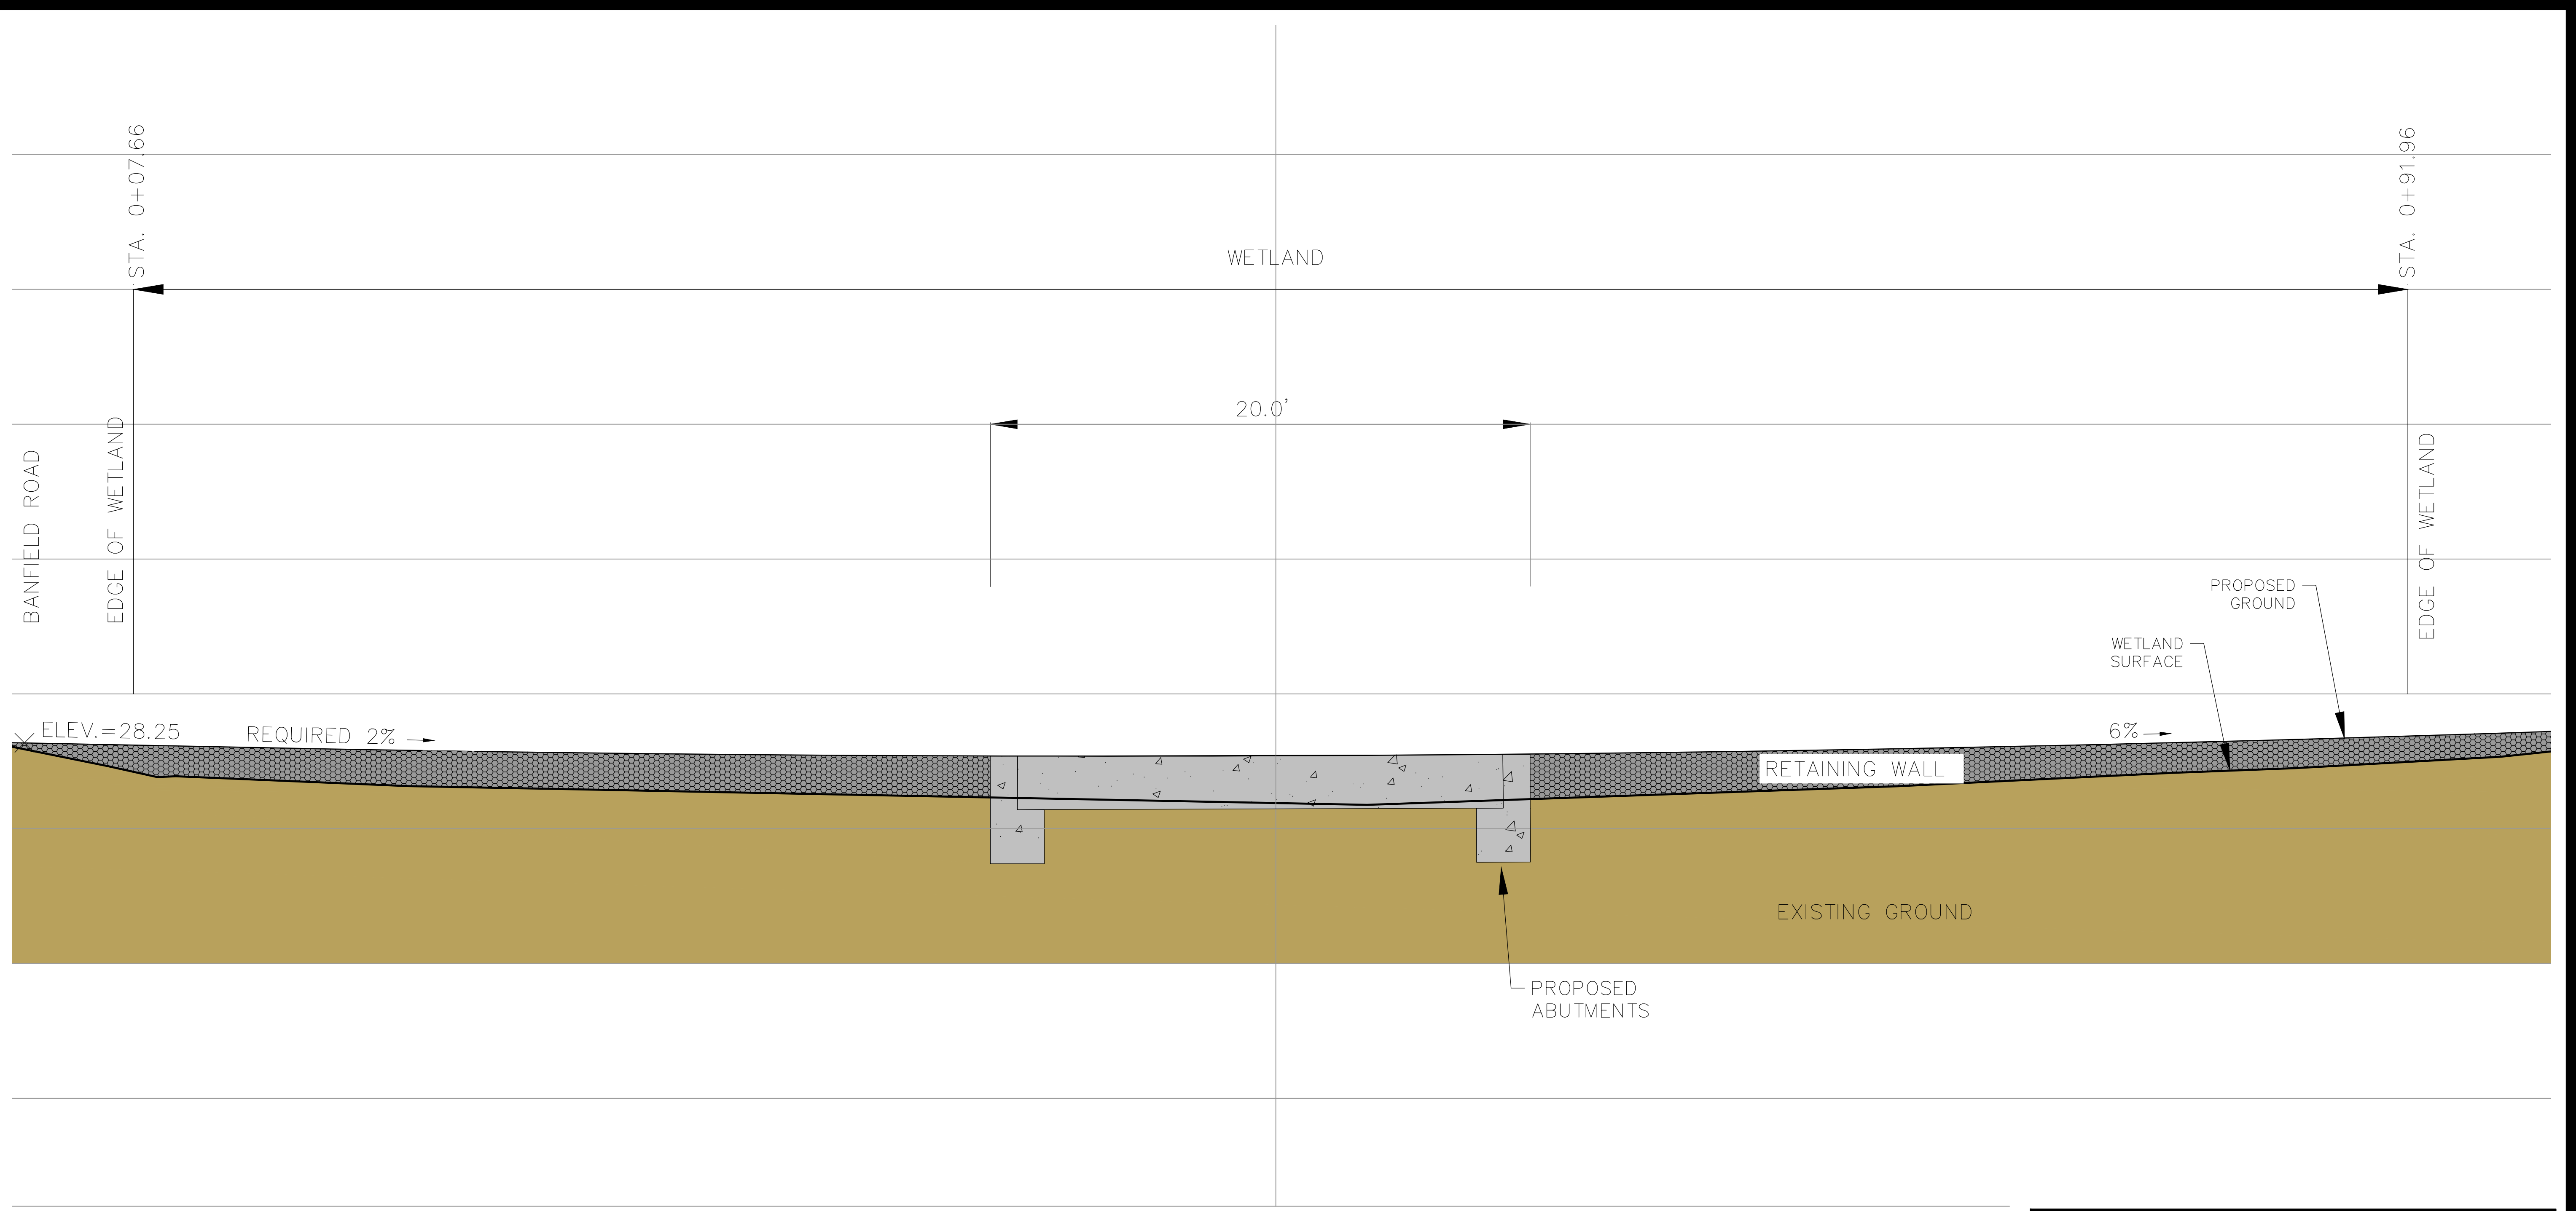 STA. 0+07.66
STA. 0+91.96
WETLAND
20.0'
BANFIELD ROAD
EDGE OF WETLAND
EDGE OF WETLAND
PROPOSED
GROUND
WETLAND
SURFACE
ELEV.=28.25
REQUIRED 2%
6%
RETAINING WALL
EXISTING GROUND
PROPOSED
ABUTMENTS